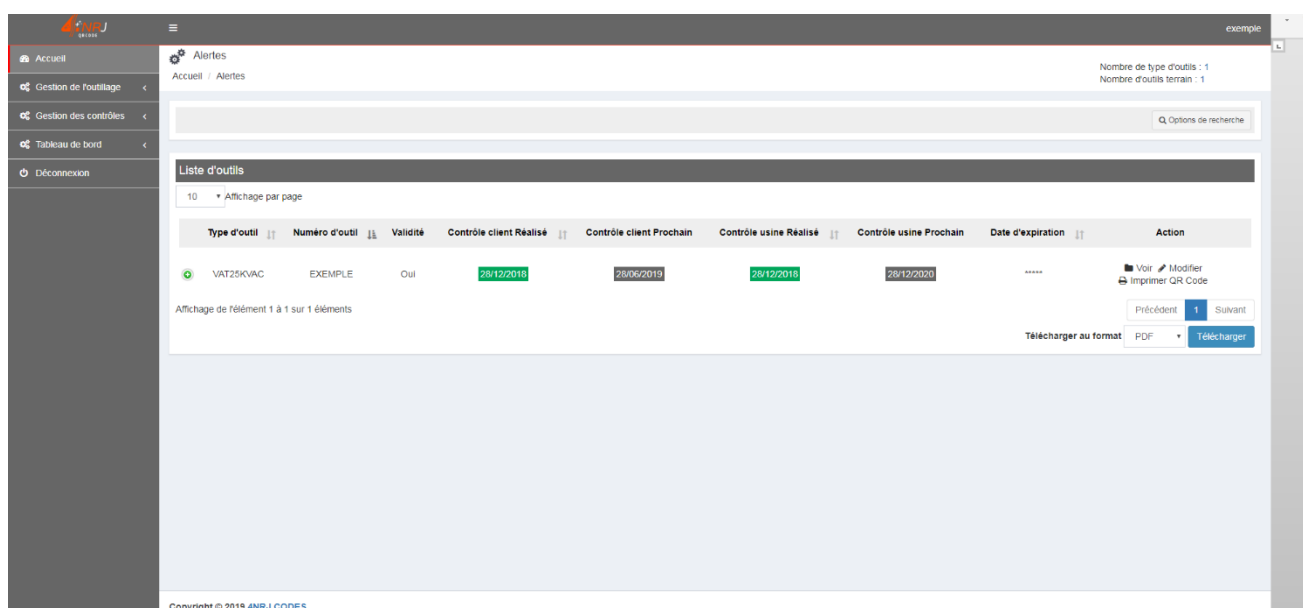 4NRJ
QR CODE
exemple
Accueil
Gestion de l'outillage
Gestion des contrôles
Tableau de bord
Déconnexion
Alertes
Accueil / Alertes
Nombre de type d'outils : 1
Nombre d'outils terrain : 1
Options de recherche
Liste d'outils
10 Affichage par page
Type d'outil Numéro d'outil Validité Contrôle client Réalisé Contrôle client Prochain Contrôle usine Réalisé Contrôle usine Prochain Date d'expiration Action
VAT25KVAC EXEMPLE Oui 28/12/2018 28/06/2019 28/12/2018 28/12/2020 ***** Voir Modifier
Imprimer QR Code
Affichage de l'élément 1 à 1 sur 1 éléments
Précédent 1 Suivant
Télécharger au format PDF Télécharger
Copyright © 2019 4NRJ CODES